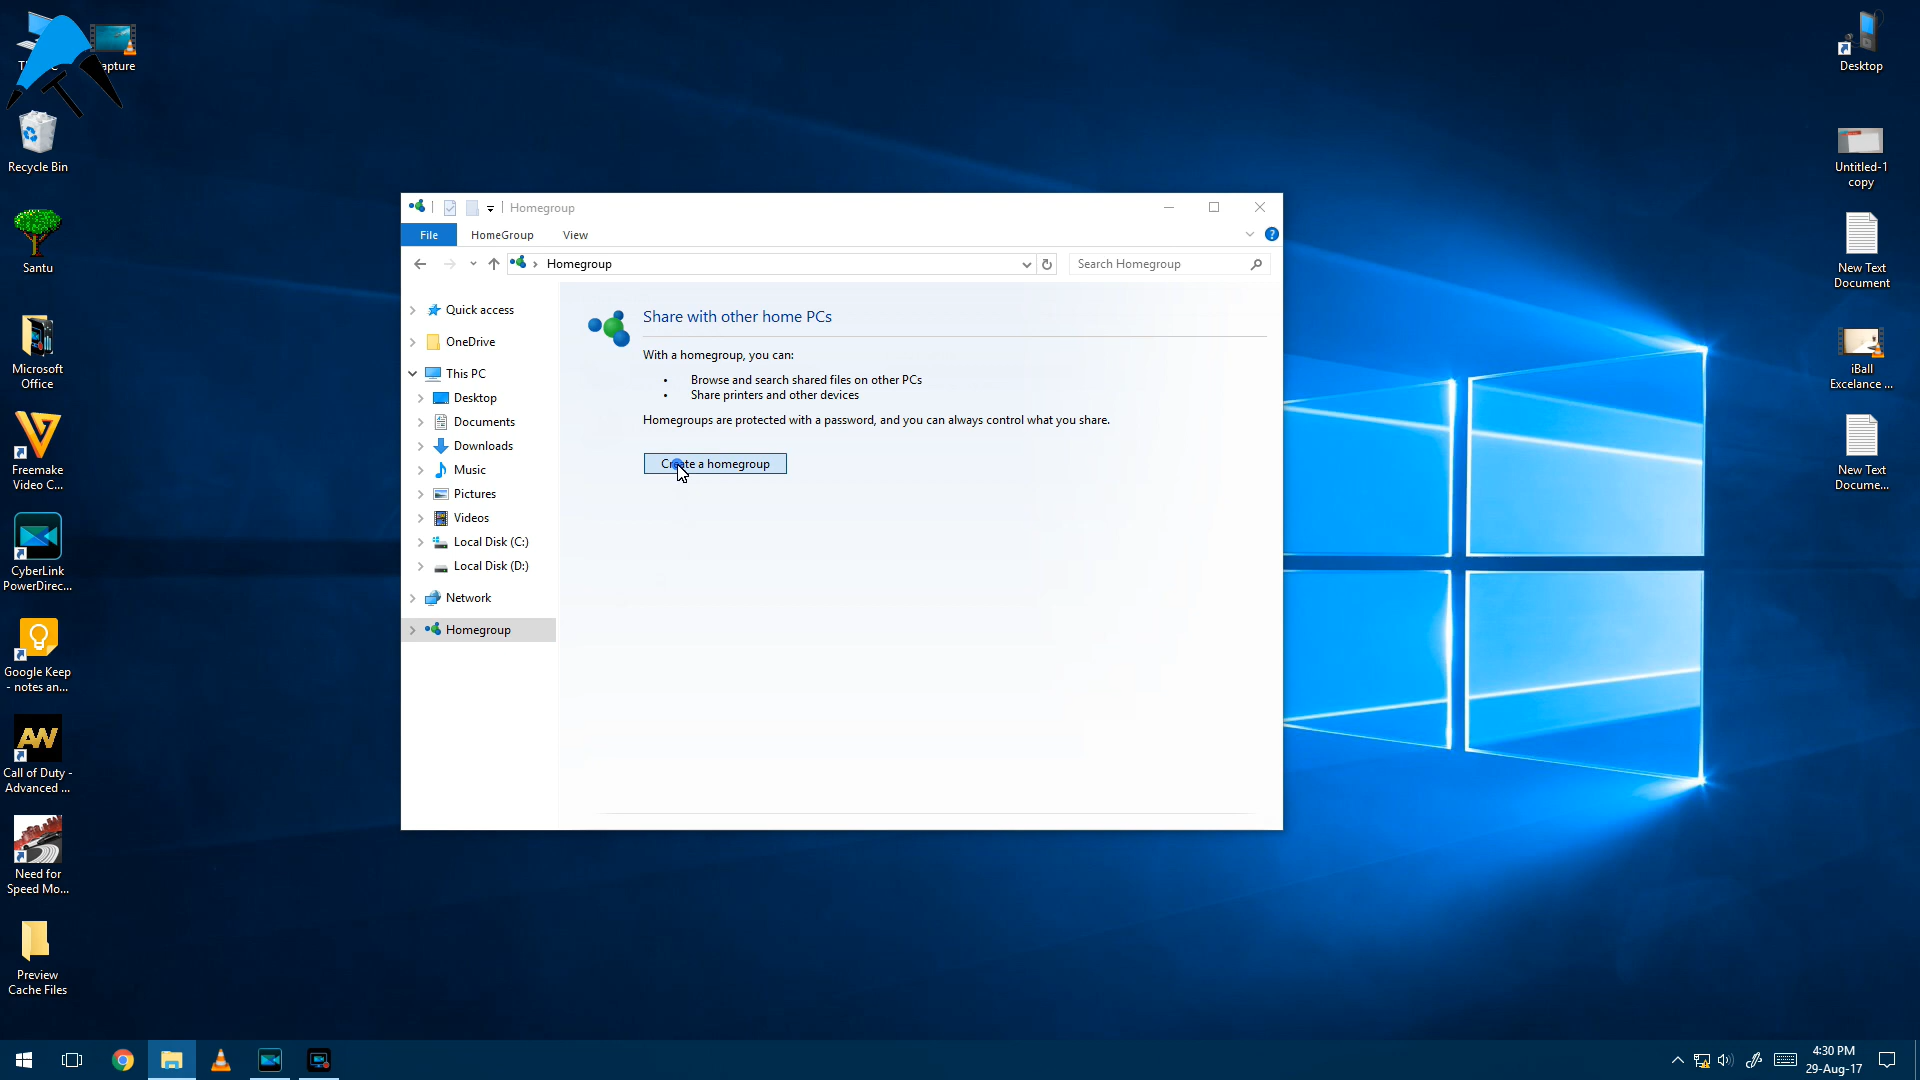 apture
Recycle Bin
Santu
Microsoft
Office
Freemake
Video C...
CyberLink
PowerDirec...
Google Keep
- notes an...
AW
Call of Duty -
Advanced ...
Need for
Speed Mo...
Preview
Cache Files
Homegroup
File
HomeGroup
View
Homegroup
Search Homegroup
Quick access
OneDrive
This PC
Desktop
Documents
Downloads
Music
Pictures
Videos
Local Disk (C:)
Local Disk (D:)
Network
Homegroup
Share with other home PCs
With a homegroup, you can:
• Browse and search shared files on other PCs
• Share printers and other devices
Homegroups are protected with a password, and you can always control what you share.
Create a homegroup
Desktop
Untitled-1
copy
New Text
Document
iBall
Excelance ...
New Text
Docume...
4:30 PM
29-Aug-17